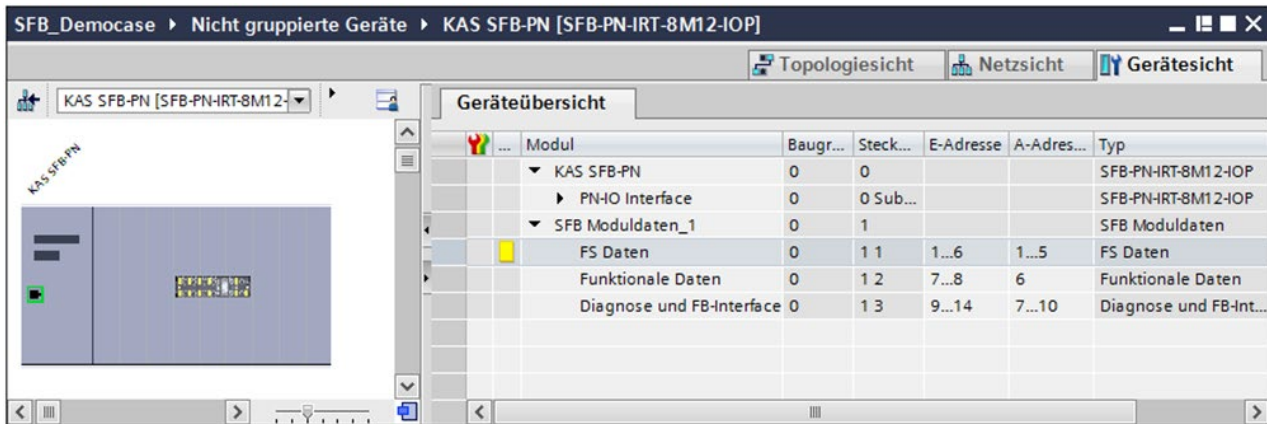 SFB_Democase ▸ Nicht gruppierte Geräte ▸ KAS SFB-PN [SFB-PN-IRT-8M12-IOP]
Topologiesicht Netzsicht Gerätesicht
KAS SFB-PN [SFB-PN-IRT-8M12-
KAS SFB-PN
Geräteübersicht
... Modul Baugr... Steck... E-Adresse A-Adres... Typ
KAS SFB-PN 0 0 SFB-PN-IRT-8M12-IOP
PN-IO Interface 0 0 Sub... SFB-PN-IRT-8M12-IOP
SFB Moduldaten_1 0 1 SFB Moduldaten
FS Daten 0 1 1 1...6 1...5 FS Daten
Funktionale Daten 0 1 2 7...8 6 Funktionale Daten
Diagnose und FB-Interface 0 1 3 9...14 7...10 Diagnose und FB-Int...